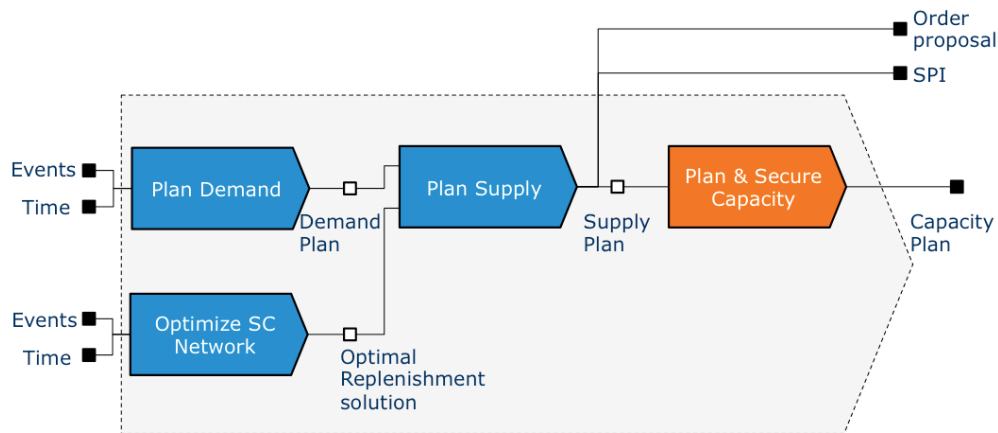 Order
proposal
SPI
Events
Time
Plan Demand
Demand
Plan
Plan Supply
Supply
Plan
Plan & Secure
Capacity
Capacity
Plan
Events
Time
Optimize SC
Network
Optimal
Replenishment
solution